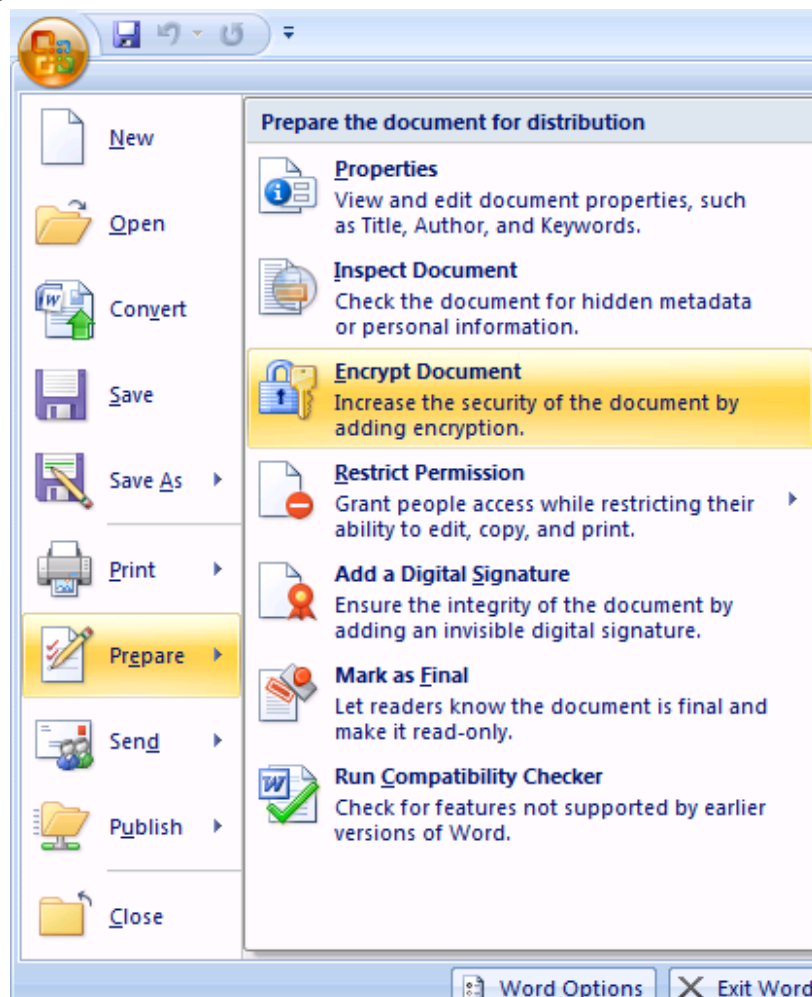 New
Open
Convert
Save
Save As
Print
Prepare
Send
Publish
Close
Prepare the document for distribution
Properties
View and edit document properties, such
as Title, Author, and Keywords.
Inspect Document
Check the document for hidden metadata
or personal information.
Encrypt Document
Increase the security of the document by
adding encryption.
Restrict Permission
Grant people access while restricting their
ability to edit, copy, and print.
Add a Digital Signature
Ensure the integrity of the document by
adding an invisible digital signature.
Mark as Final
Let readers know the document is final and
make it read-only.
Run Compatibility Checker
Check for features not supported by earlier
versions of Word.
Word Options
Exit Word